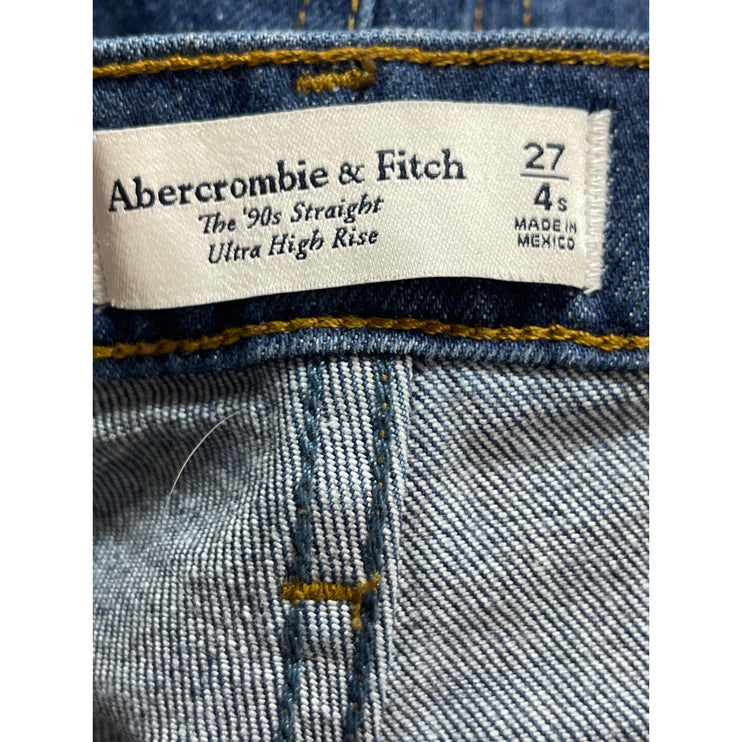 Abercrombie & Fitch
The '90s Straight
Ultra High Rise
27
4s
MADE IN
MEXICO